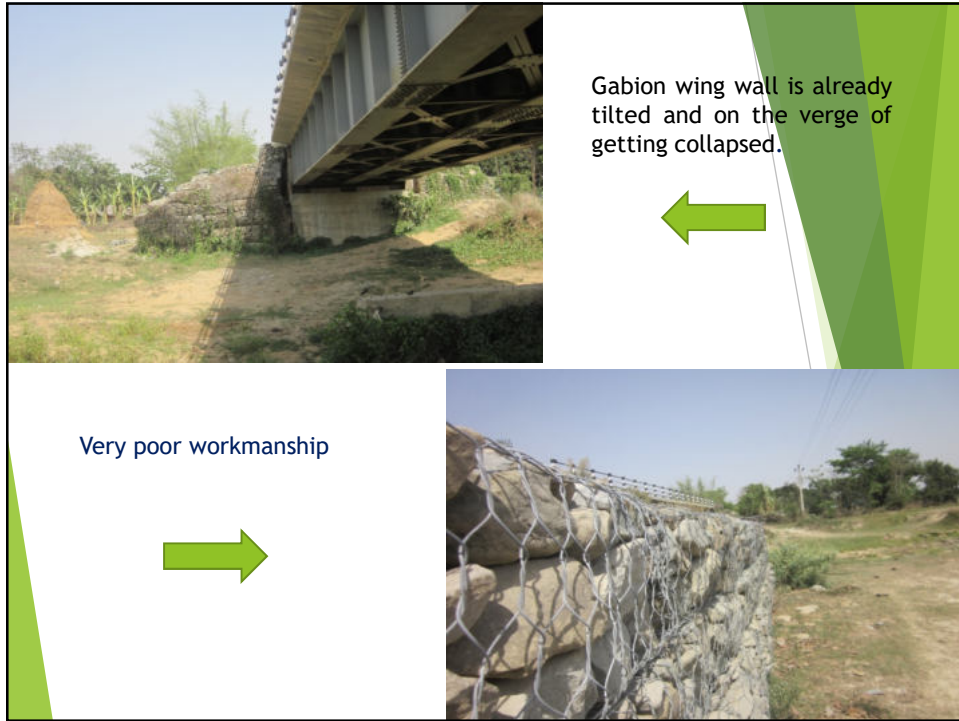 Gabion wing wall is already
tilted and on the verge of
getting collapsed.
Very poor workmanship